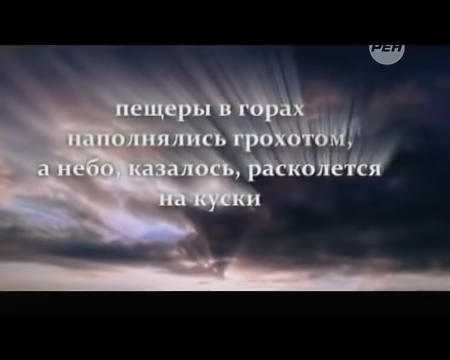 РЕН
пещеры в горах
наполнялись грохотом,
а небо, казалось, расколется
на куски